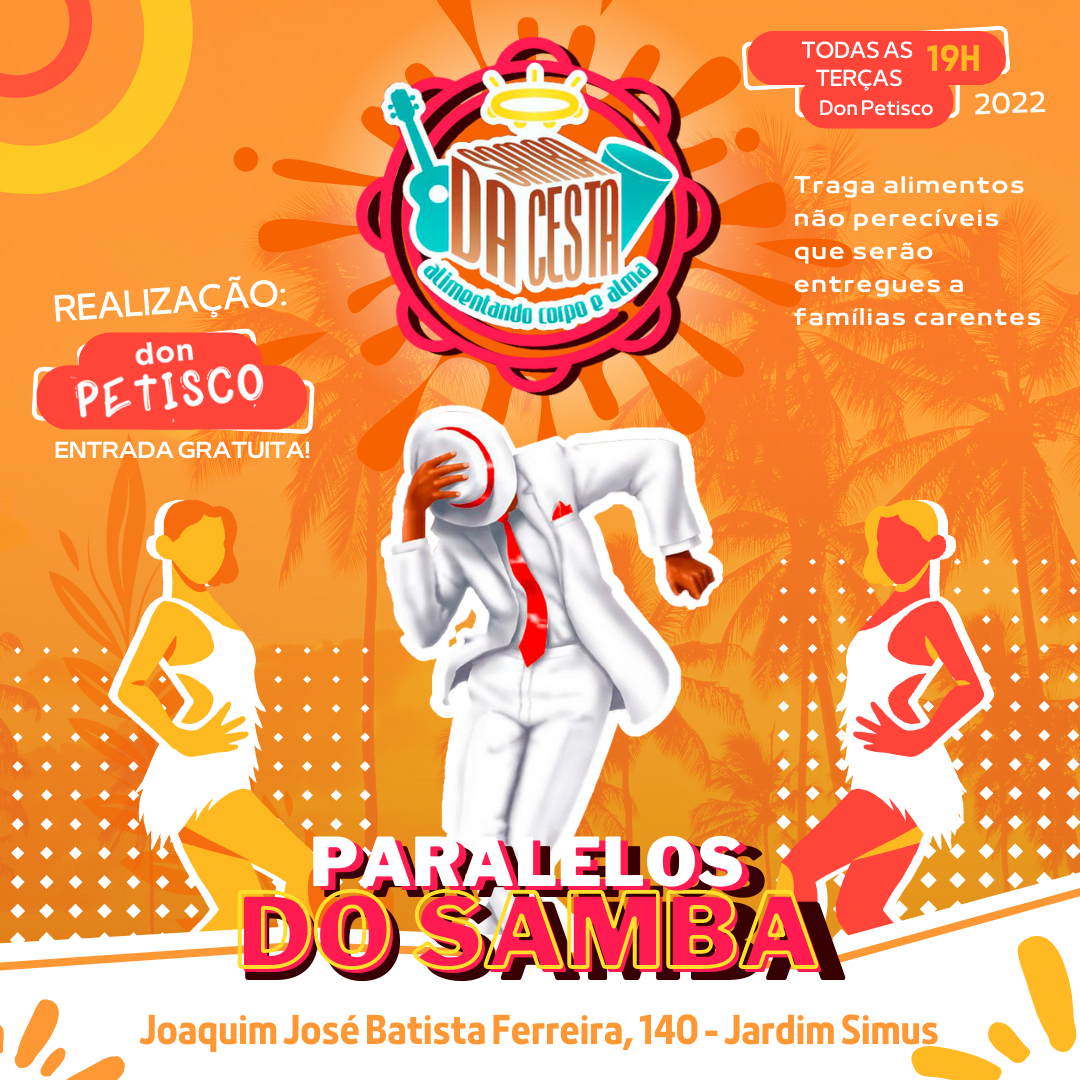 TODAS AS
TERÇAS
19H
Don Petisco
2022
SAMBA
DA CESTA
alimentando corpo e alma
Traga alimentos
não perecíveis
que serão
entregues a
famílias carentes
REALIZAÇÃO:
don
PETISCO
ENTRADA GRATUITA!
PARALELOS
DO SAMBA
Joaquim José Batista Ferreira, 140 - Jardim Simus